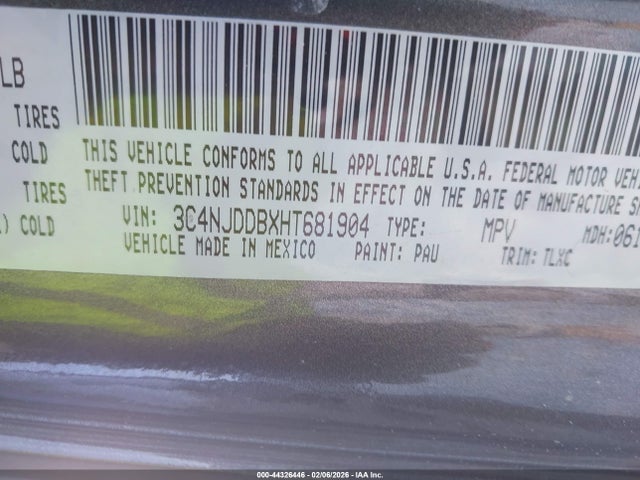 LB
TIRES
COLD
TIRES
) COLD
THIS VEHICLE CONFORMS TO ALL APPLICABLE U.S.A. FEDERAL MOTOR VEH
THEFT PREVENTION STANDARDS IN EFFECT ON THE DATE OF MANUFACTURE S
VIN: 3C4NJDDBXHT681904 TYPE: MPV MDH:061
VEHICLE MADE IN MEXICO PAINT: PAU TRIM: TLXC
000-44326446 - 02/06/2026 - IAA Inc.